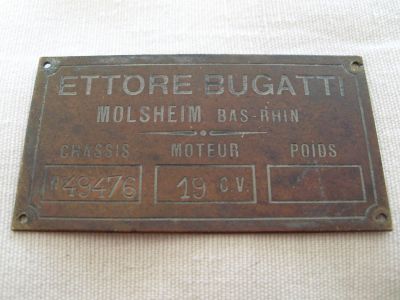 ETTORE BUGATTI
MOLSHEIM BAS-RHIN
CHASSIS MOTEUR POIDS
49476 19 C.V.